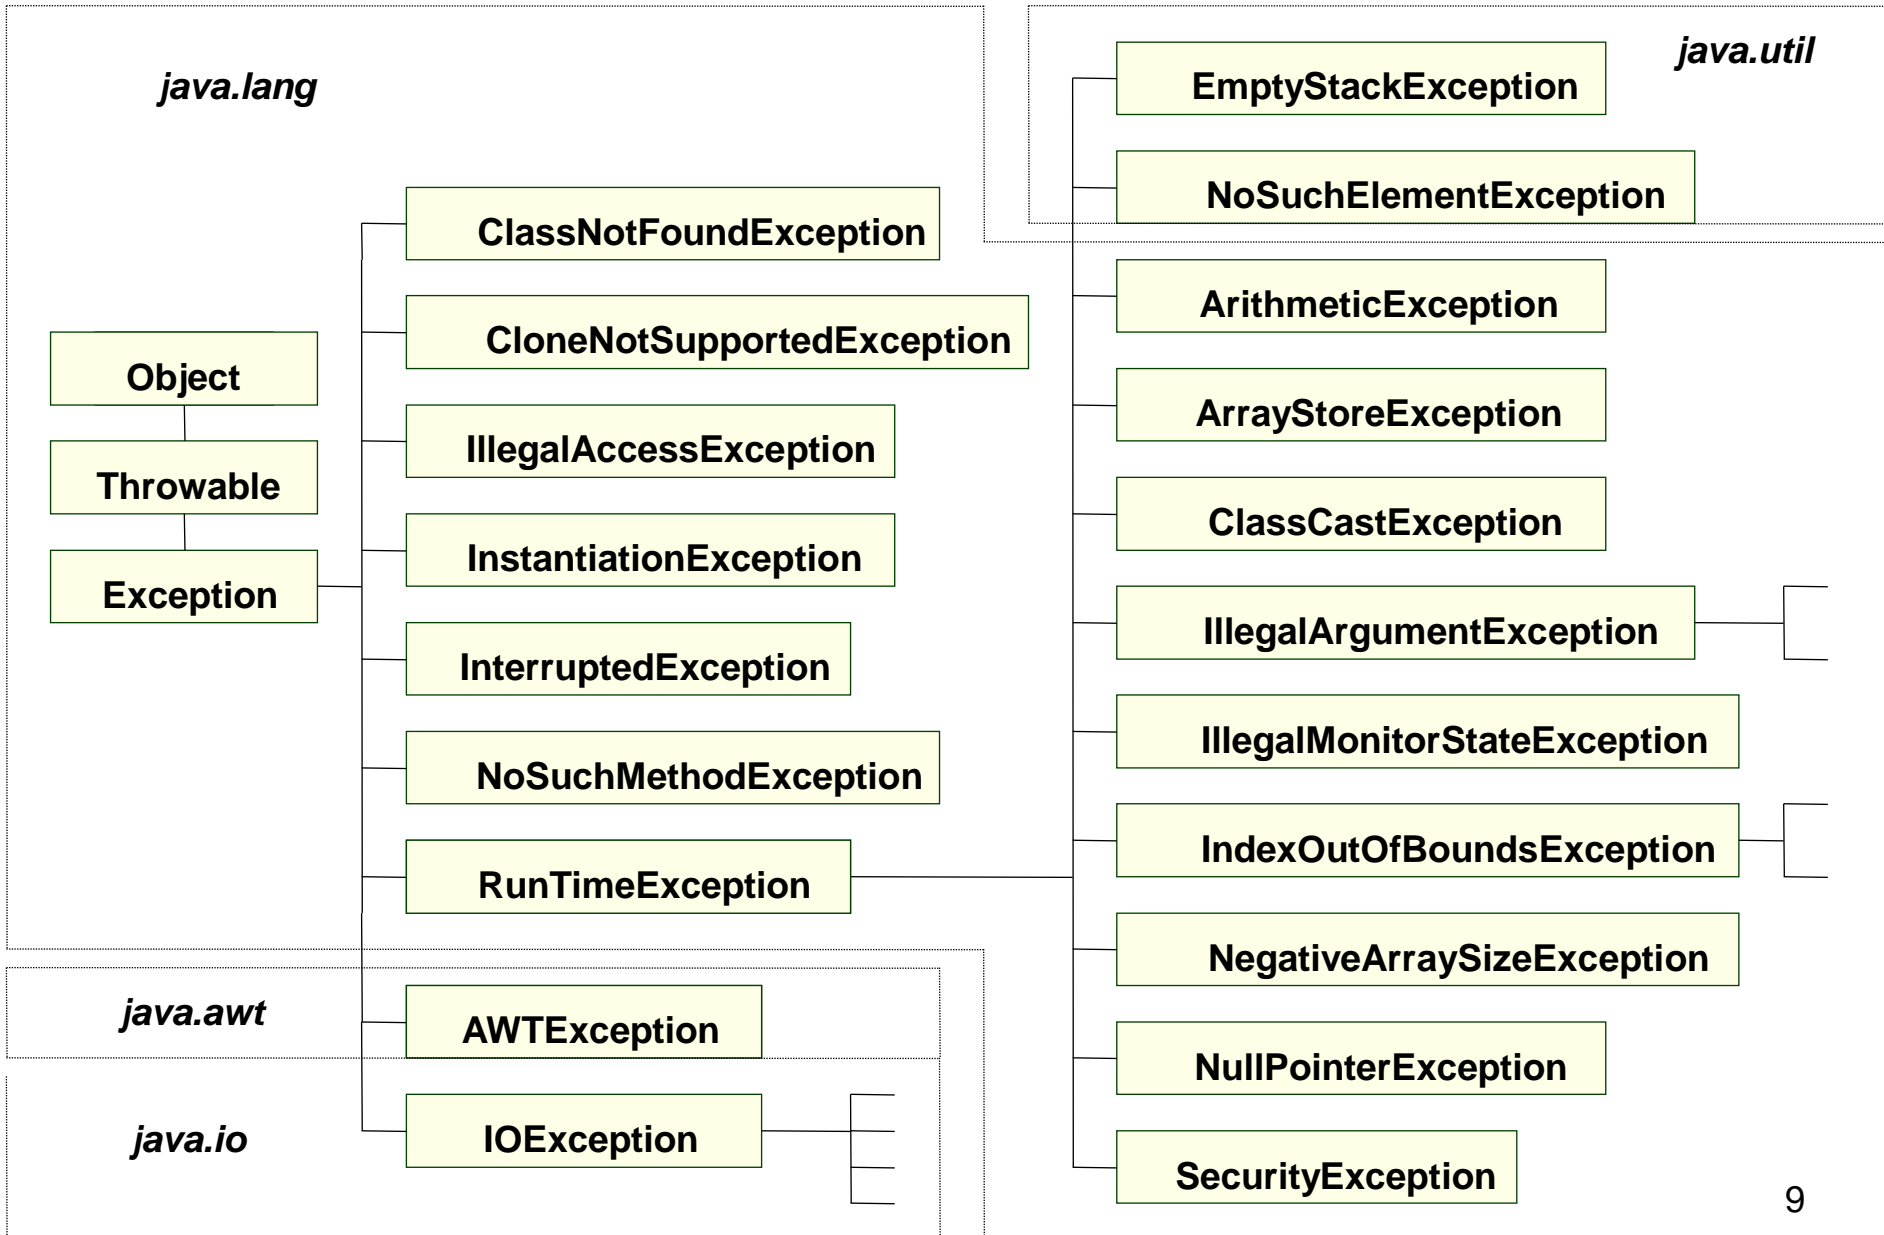 java.lang
Object
Throwable
Exception
ClassNotFoundException
CloneNotSupportedException
IllegalAccessException
InstantiationException
InterruptedException
NoSuchMethodException
RunTimeException
java.awt
AWTException
java.io
IOException
java.util
EmptyStackException
NoSuchElementException
ArithmeticException
ArrayStoreException
ClassCastException
IllegalArgumentException
IllegalMonitorStateException
IndexOutOfBoundsException
NegativeArraySizeException
NullPointerException
SecurityException
9